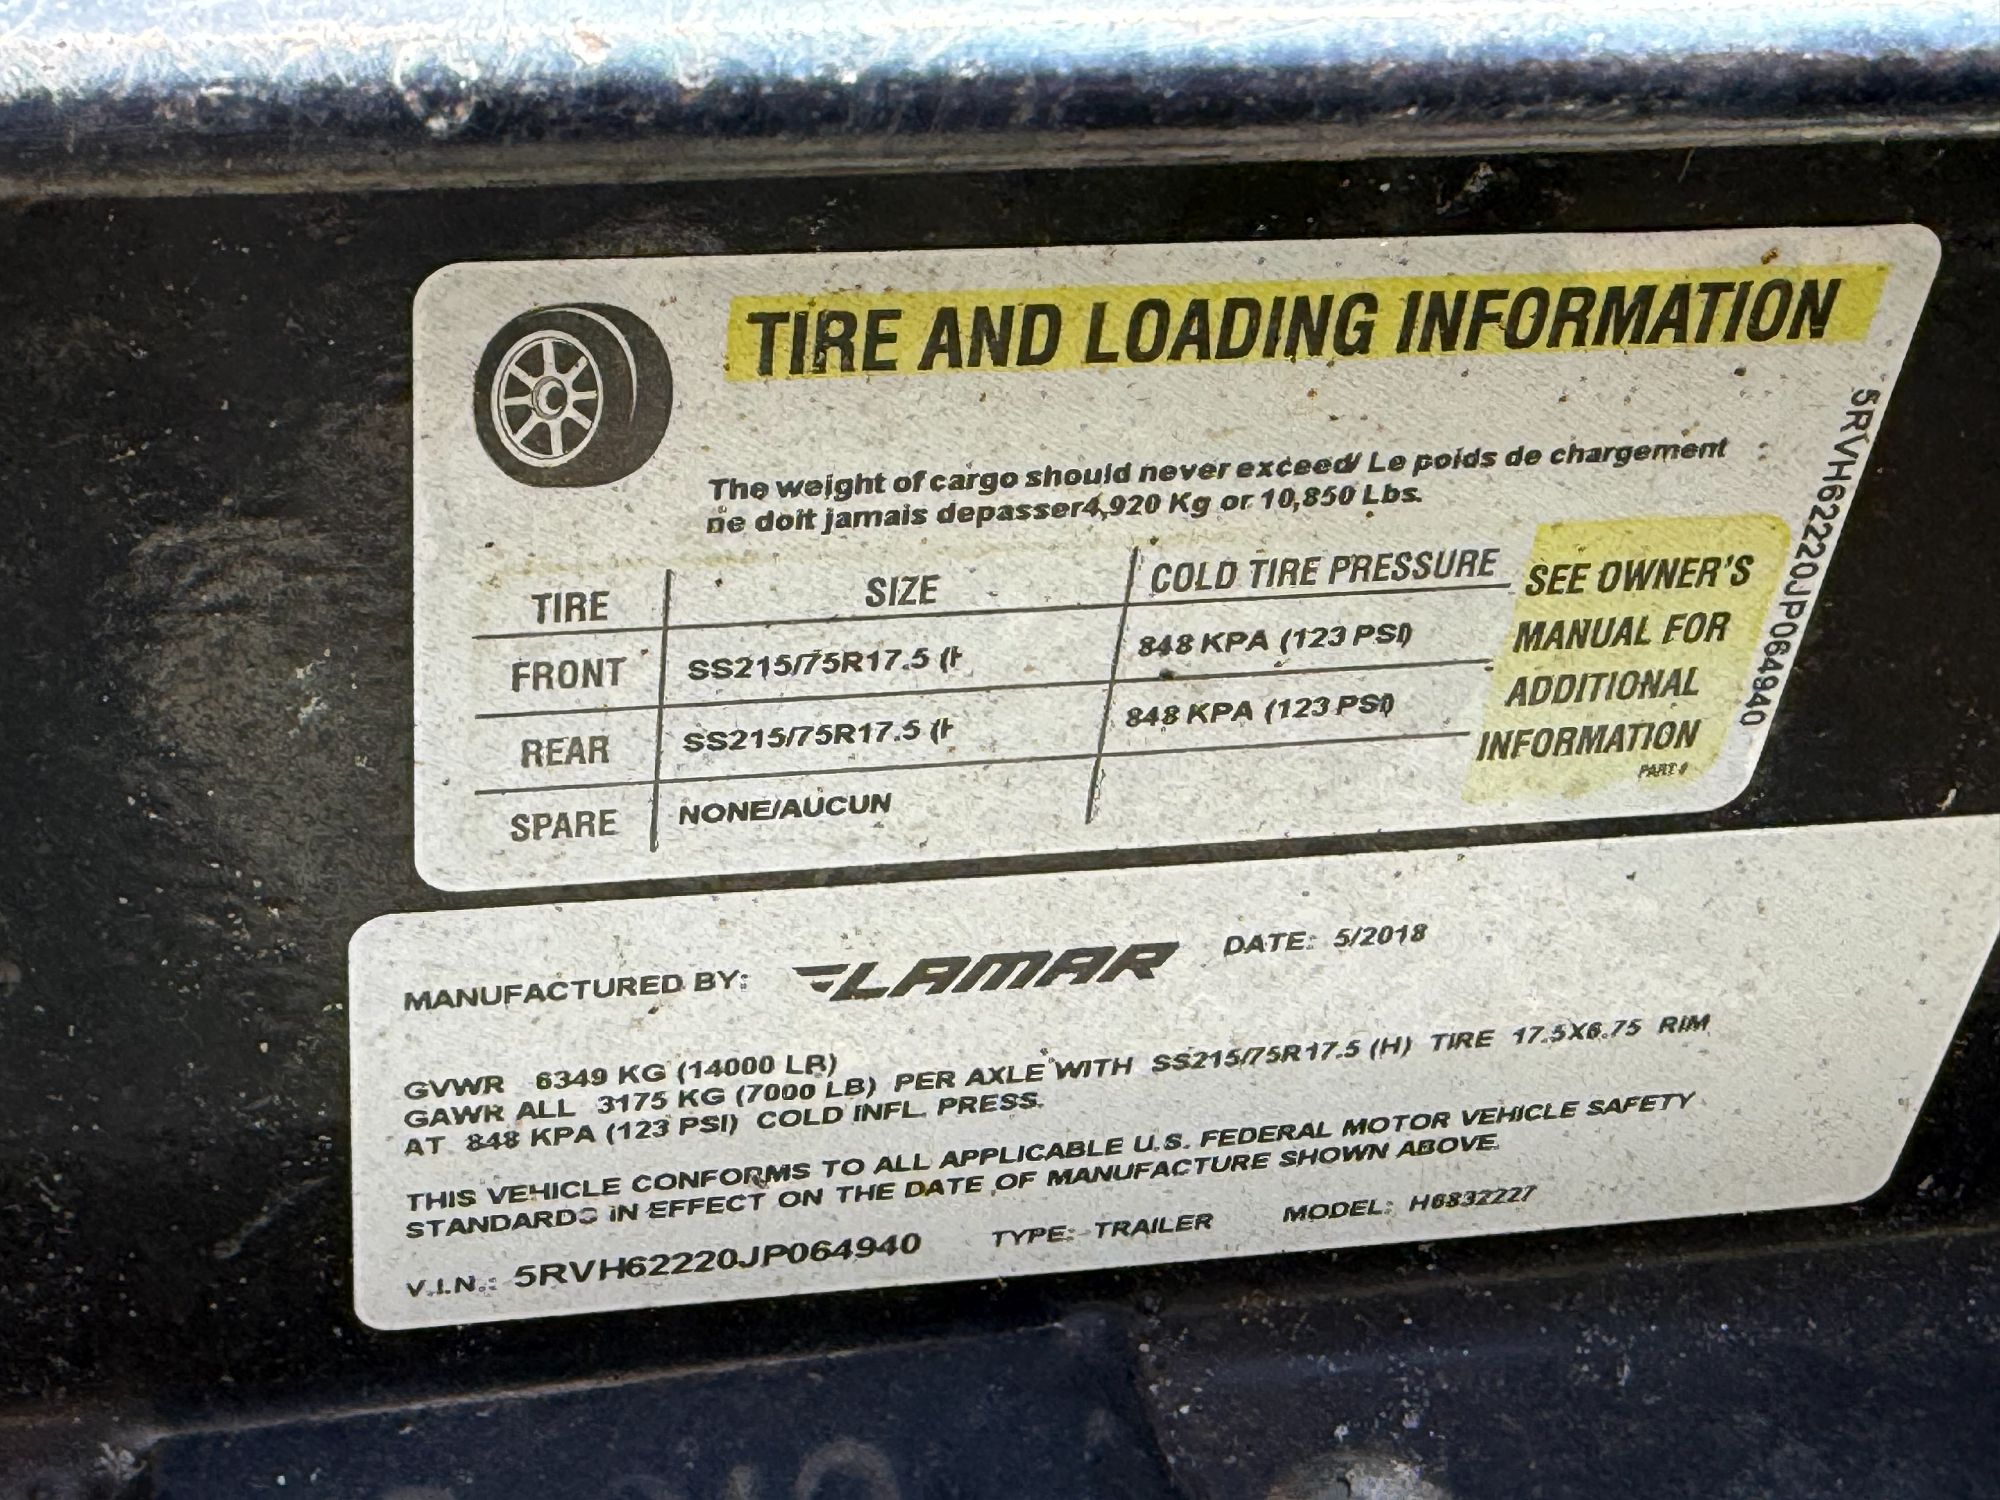 TIRE AND LOADING INFORMATION
The weight of cargo should never exceed/ Le poids de chargement
ne doit jamais depasser4,920 Kg or 10,850 Lbs.
TIRE SIZE COLD TIRE PRESSURE
FRONT SS215/75R17.5 (H 848 KPA (123 PSI)
REAR SS215/75R17.5 (H 848 KPA (123 PSI)
SPARE NONE/AUCUN
SEE OWNER'S
MANUAL FOR
ADDITIONAL
INFORMATION
PART #
5RVH62220JP064940
MANUFACTURED BY: LAMAR DATE: 5/2018
GVWR 6349 KG (14000 LB)
GAWR ALL 3175 KG (7000 LB) PER AXLE WITH SS215/75R17.5 (H) TIRE 17.5X6.75 RIM
AT 848 KPA (123 PSI) COLD INFL. PRESS.
THIS VEHICLE CONFORMS TO ALL APPLICABLE U.S. FEDERAL MOTOR VEHICLE SAFETY
STANDARDS IN EFFECT ON THE DATE OF MANUFACTURE SHOWN ABOVE.
V.I.N.: 5RVH62220JP064940 TYPE: TRAILER MODEL: H6832227